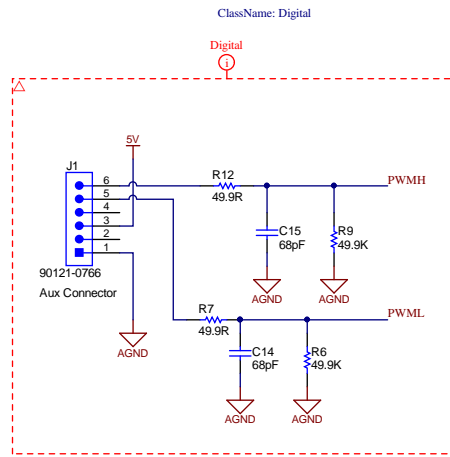 ClassName: Digital
Digital
i
5V
J1
6
5
4
3
2
1
90121-0766
Aux Connector
AGND
R12
49.9R
PWMH
C15
68pF
R9
49.9K
AGND
AGND
R7
49.9R
PWML
C14
68pF
R6
49.9K
AGND
AGND